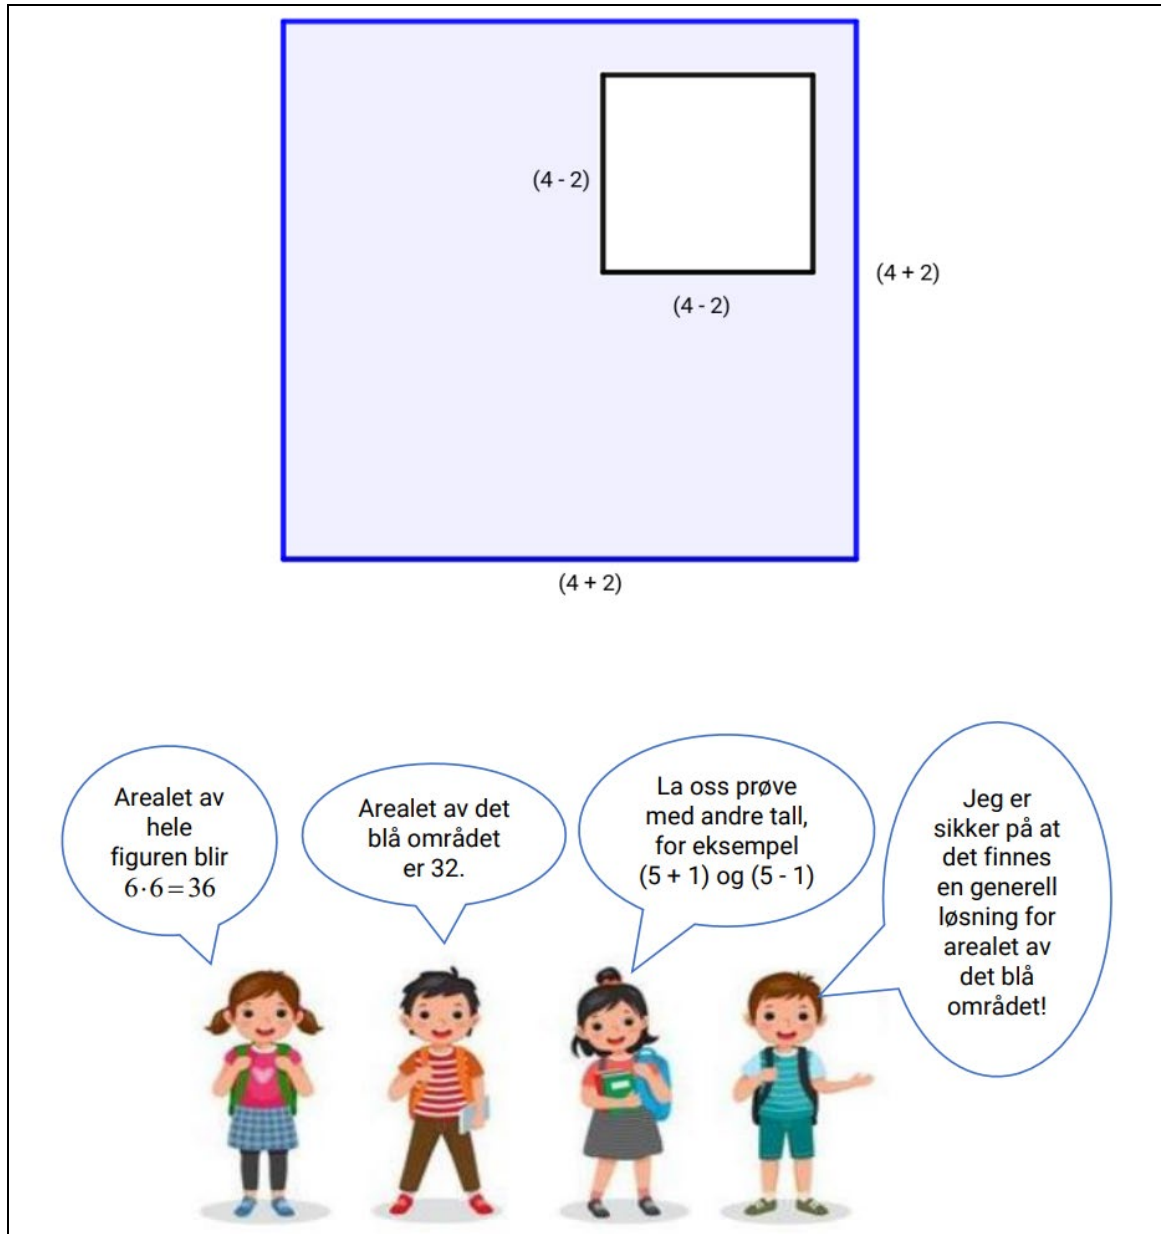 (4 - 2)
(4 + 2)
(4 - 2)
(4 + 2)
Arealet av
hele
figuren blir
6·6=36
Arealet av det
blå området
er 32.
La oss prøve
med andre tall,
for eksempel
(5 + 1) og (5 - 1)
Jeg er
sikker på at
det finnes
en generell
løsning for
arealet av
det blå
området!